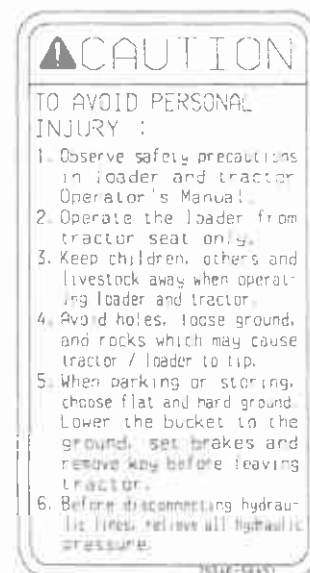 CAUTION
TO AVOID PERSONAL
INJURY :
1. Observe safety precautions
in loader and tractor
Operator's Manual.
2. Operate the loader from
tractor seat only.
3. Keep children, others and
livestock away when operat-
ing loader and tractor.
4. Avoid holes, loose ground,
and rocks which may cause
tractor / loader to tip.
5. When parking or storing,
choose flat and hard ground.
Lower the bucket to the
ground, set brakes and
remove key before leaving
tractor.
6. Before disconnecting hydrau-
lic lines, relieve all hydraulic
pressure.